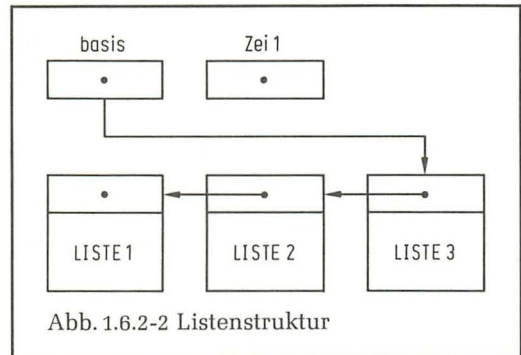 basis Zei 1
LISTE 1 LISTE 2 LISTE 3
Abb. 1.6.2-2 Listenstruktur